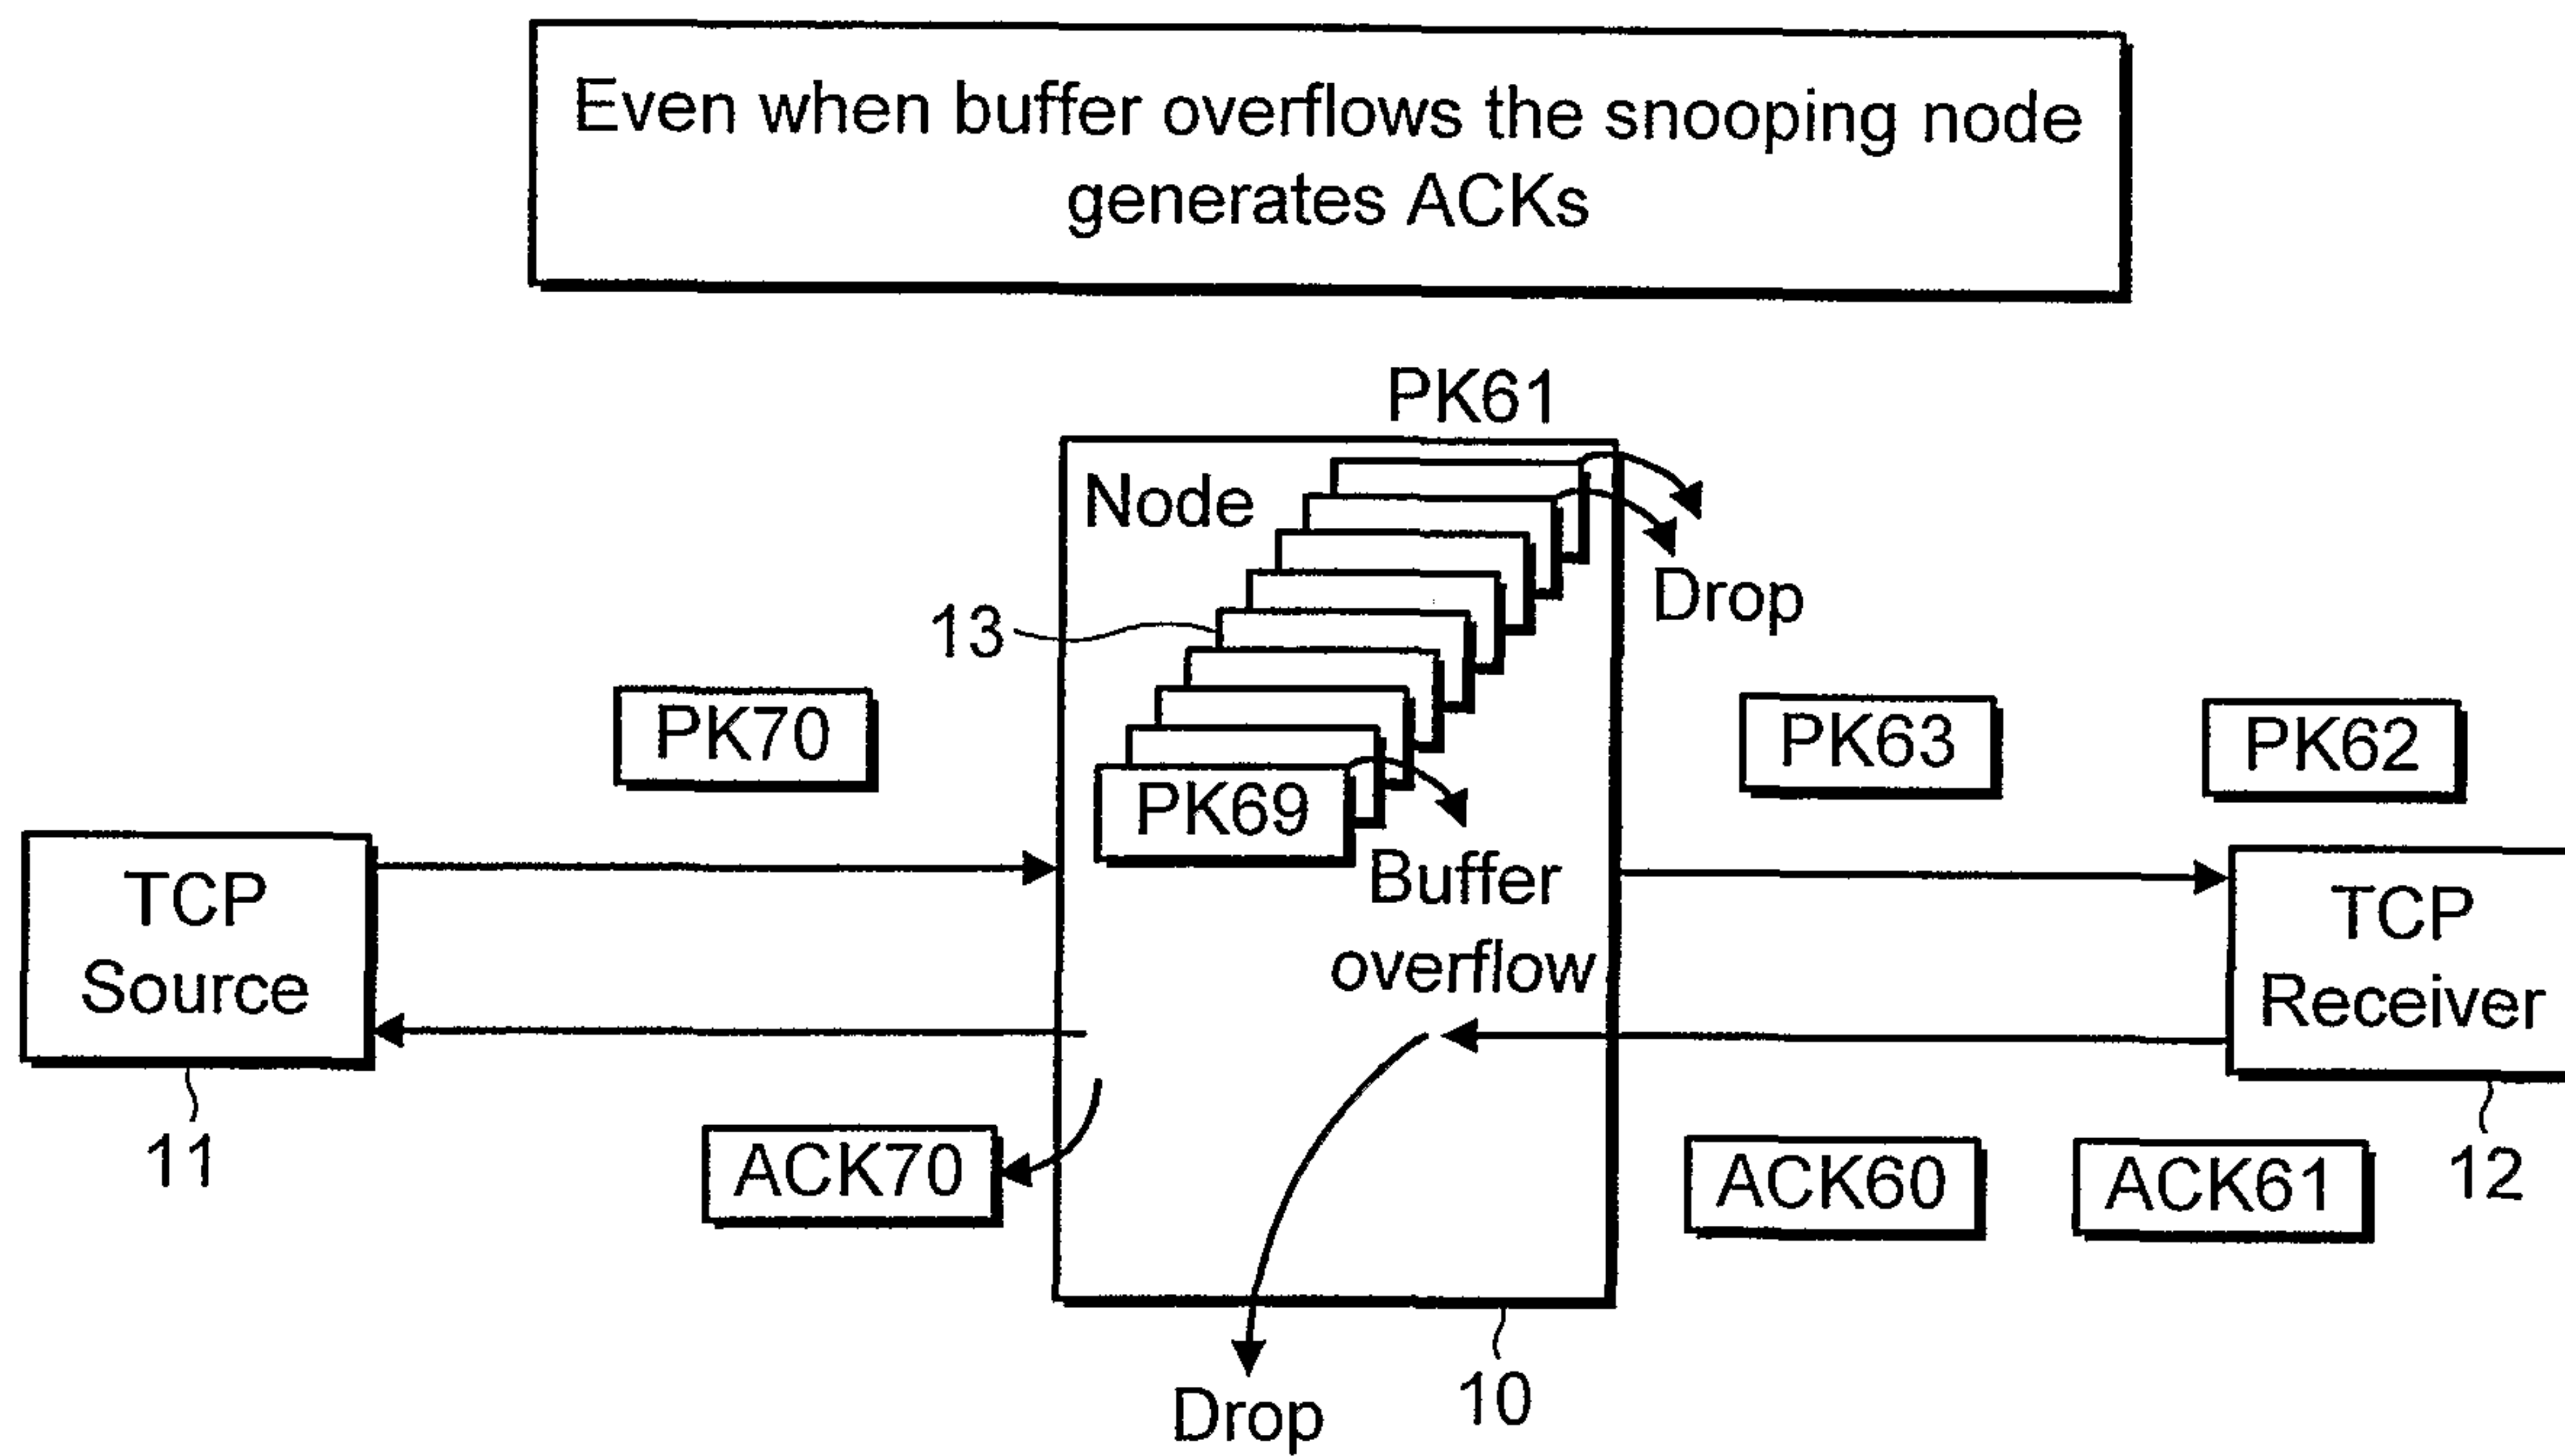 Even when buffer overflows the snooping node
generates ACKs
PK61
Node
Drop
13
PK70
PK63
PK62
PK69
Buffer
overflow
TCP
Source
TCP
Receiver
11
ACK70
ACK60
ACK61
12
Drop
10